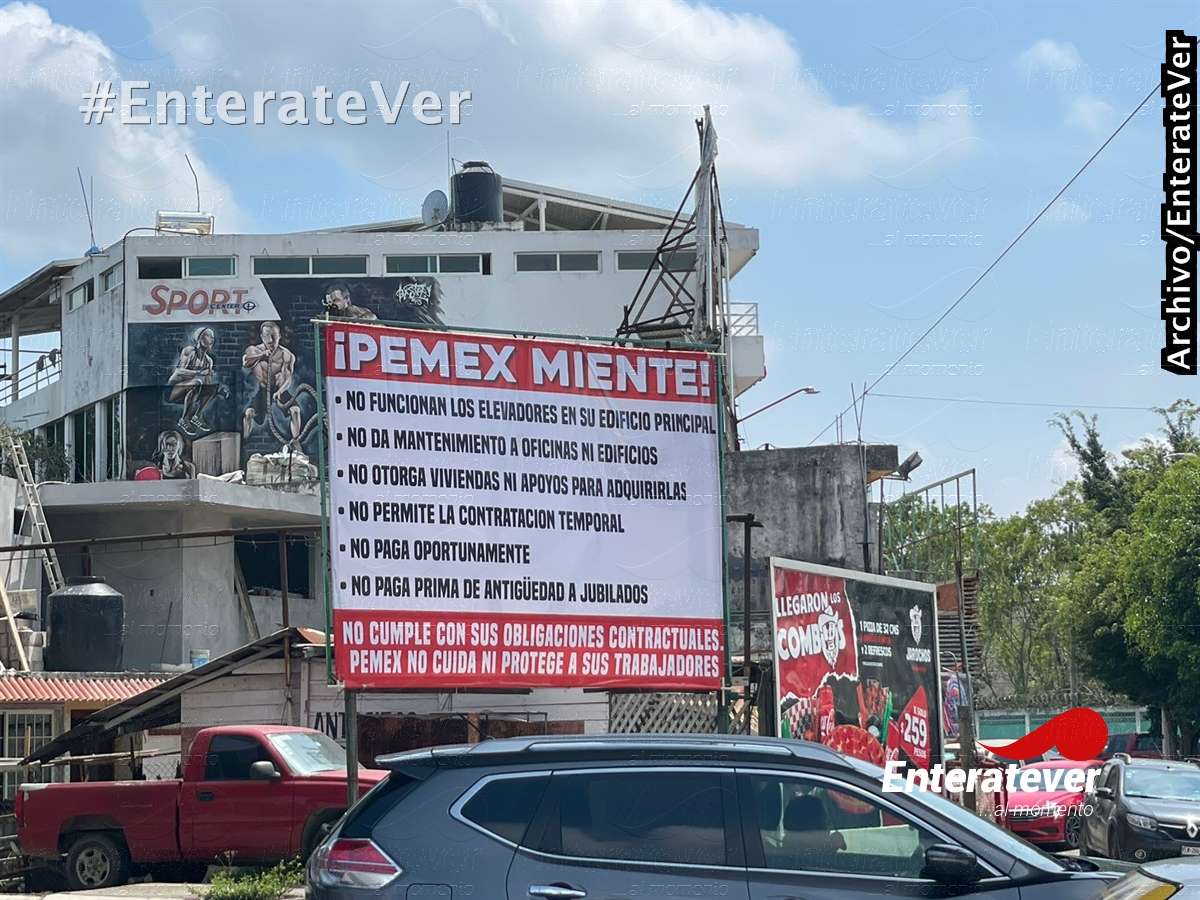 #EnterateVer
Archivo/EnterateVer
SPORT
CENTER
¡PEMEX MIENTE!
• NO FUNCIONAN LOS ELEVADORES EN SU EDIFICIO PRINCIPAL
• NO DA MANTENIMIENTO A OFICINAS NI EDIFICIOS
• NO OTORGA VIVIENDAS NI APOYOS PARA ADQUIRIRLAS
• NO PERMITE LA CONTRATACION TEMPORAL
• NO PAGA OPORTUNAMENTE
• NO PAGA PRIMA DE ANTIGÜEDAD A JUBILADOS
NO CUMPLE CON SUS OBLIGACIONES CONTRACTUALES.
PEMEX NO CUIDA NI PROTEGE A SUS TRABAJADORES
LLEGARON LOS
COMBOS
1 PIZZA DE 32 CMS
+ 2 REFRESCOS
JAROCHOS
$259
PESOS
Enteratever
...al momento